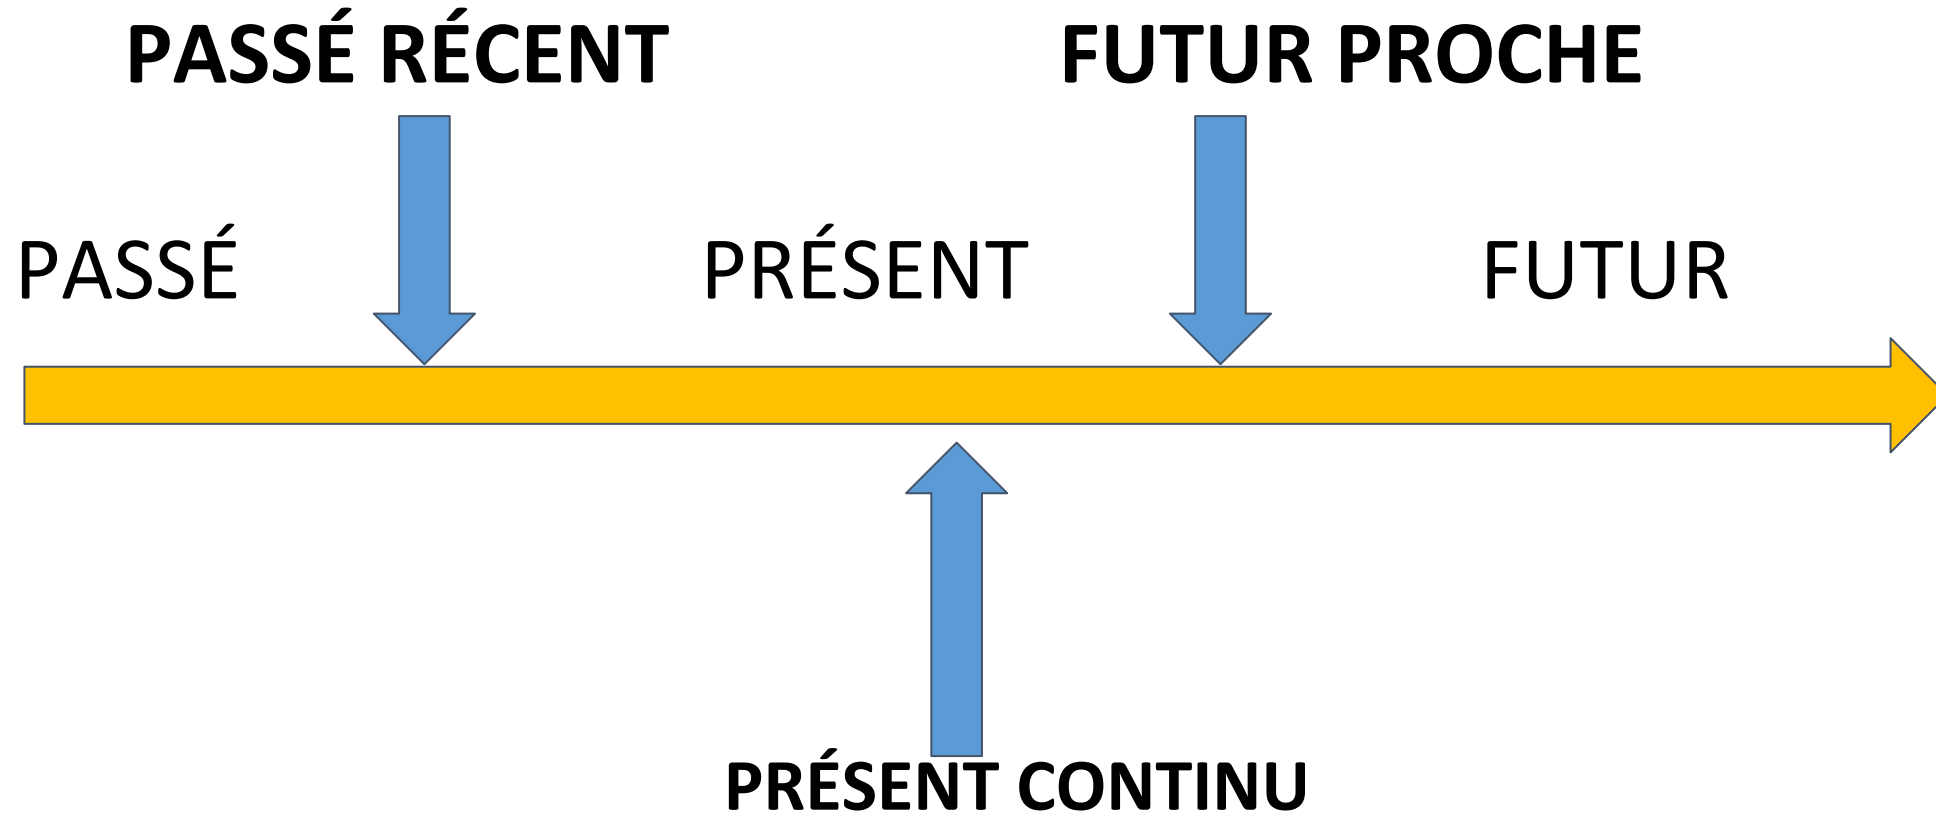 PASSÉ RÉCENT FUTUR PROCHE
PASSÉ PRÉSENT FUTUR
PRÉSENT CONTINU